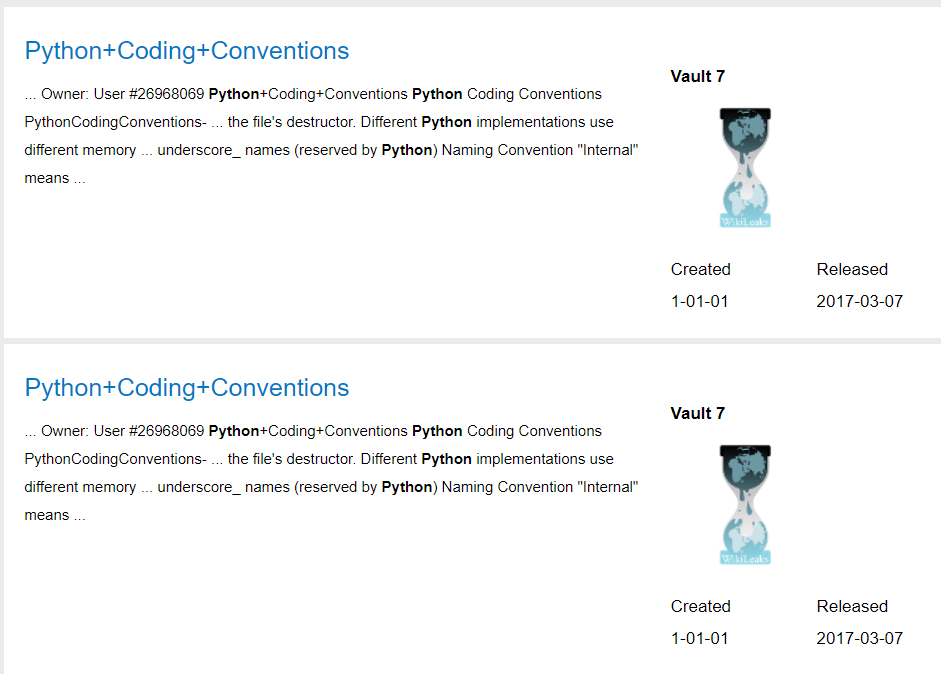 Python+Coding+Conventions
... Owner: User #26968069 Python+Coding+Conventions Python Coding Conventions
PythonCodingConventions- ... the file's destructor. Different Python implementations use
different memory ... underscore_ names (reserved by Python) Naming Convention "Internal"
means ...
Vault 7
WikiLeaks
Created Released
1-01-01 2017-03-07
Python+Coding+Conventions
... Owner: User #26968069 Python+Coding+Conventions Python Coding Conventions
PythonCodingConventions- ... the file's destructor. Different Python implementations use
different memory ... underscore_ names (reserved by Python) Naming Convention "Internal"
means ...
Vault 7
WikiLeaks
Created Released
1-01-01 2017-03-07